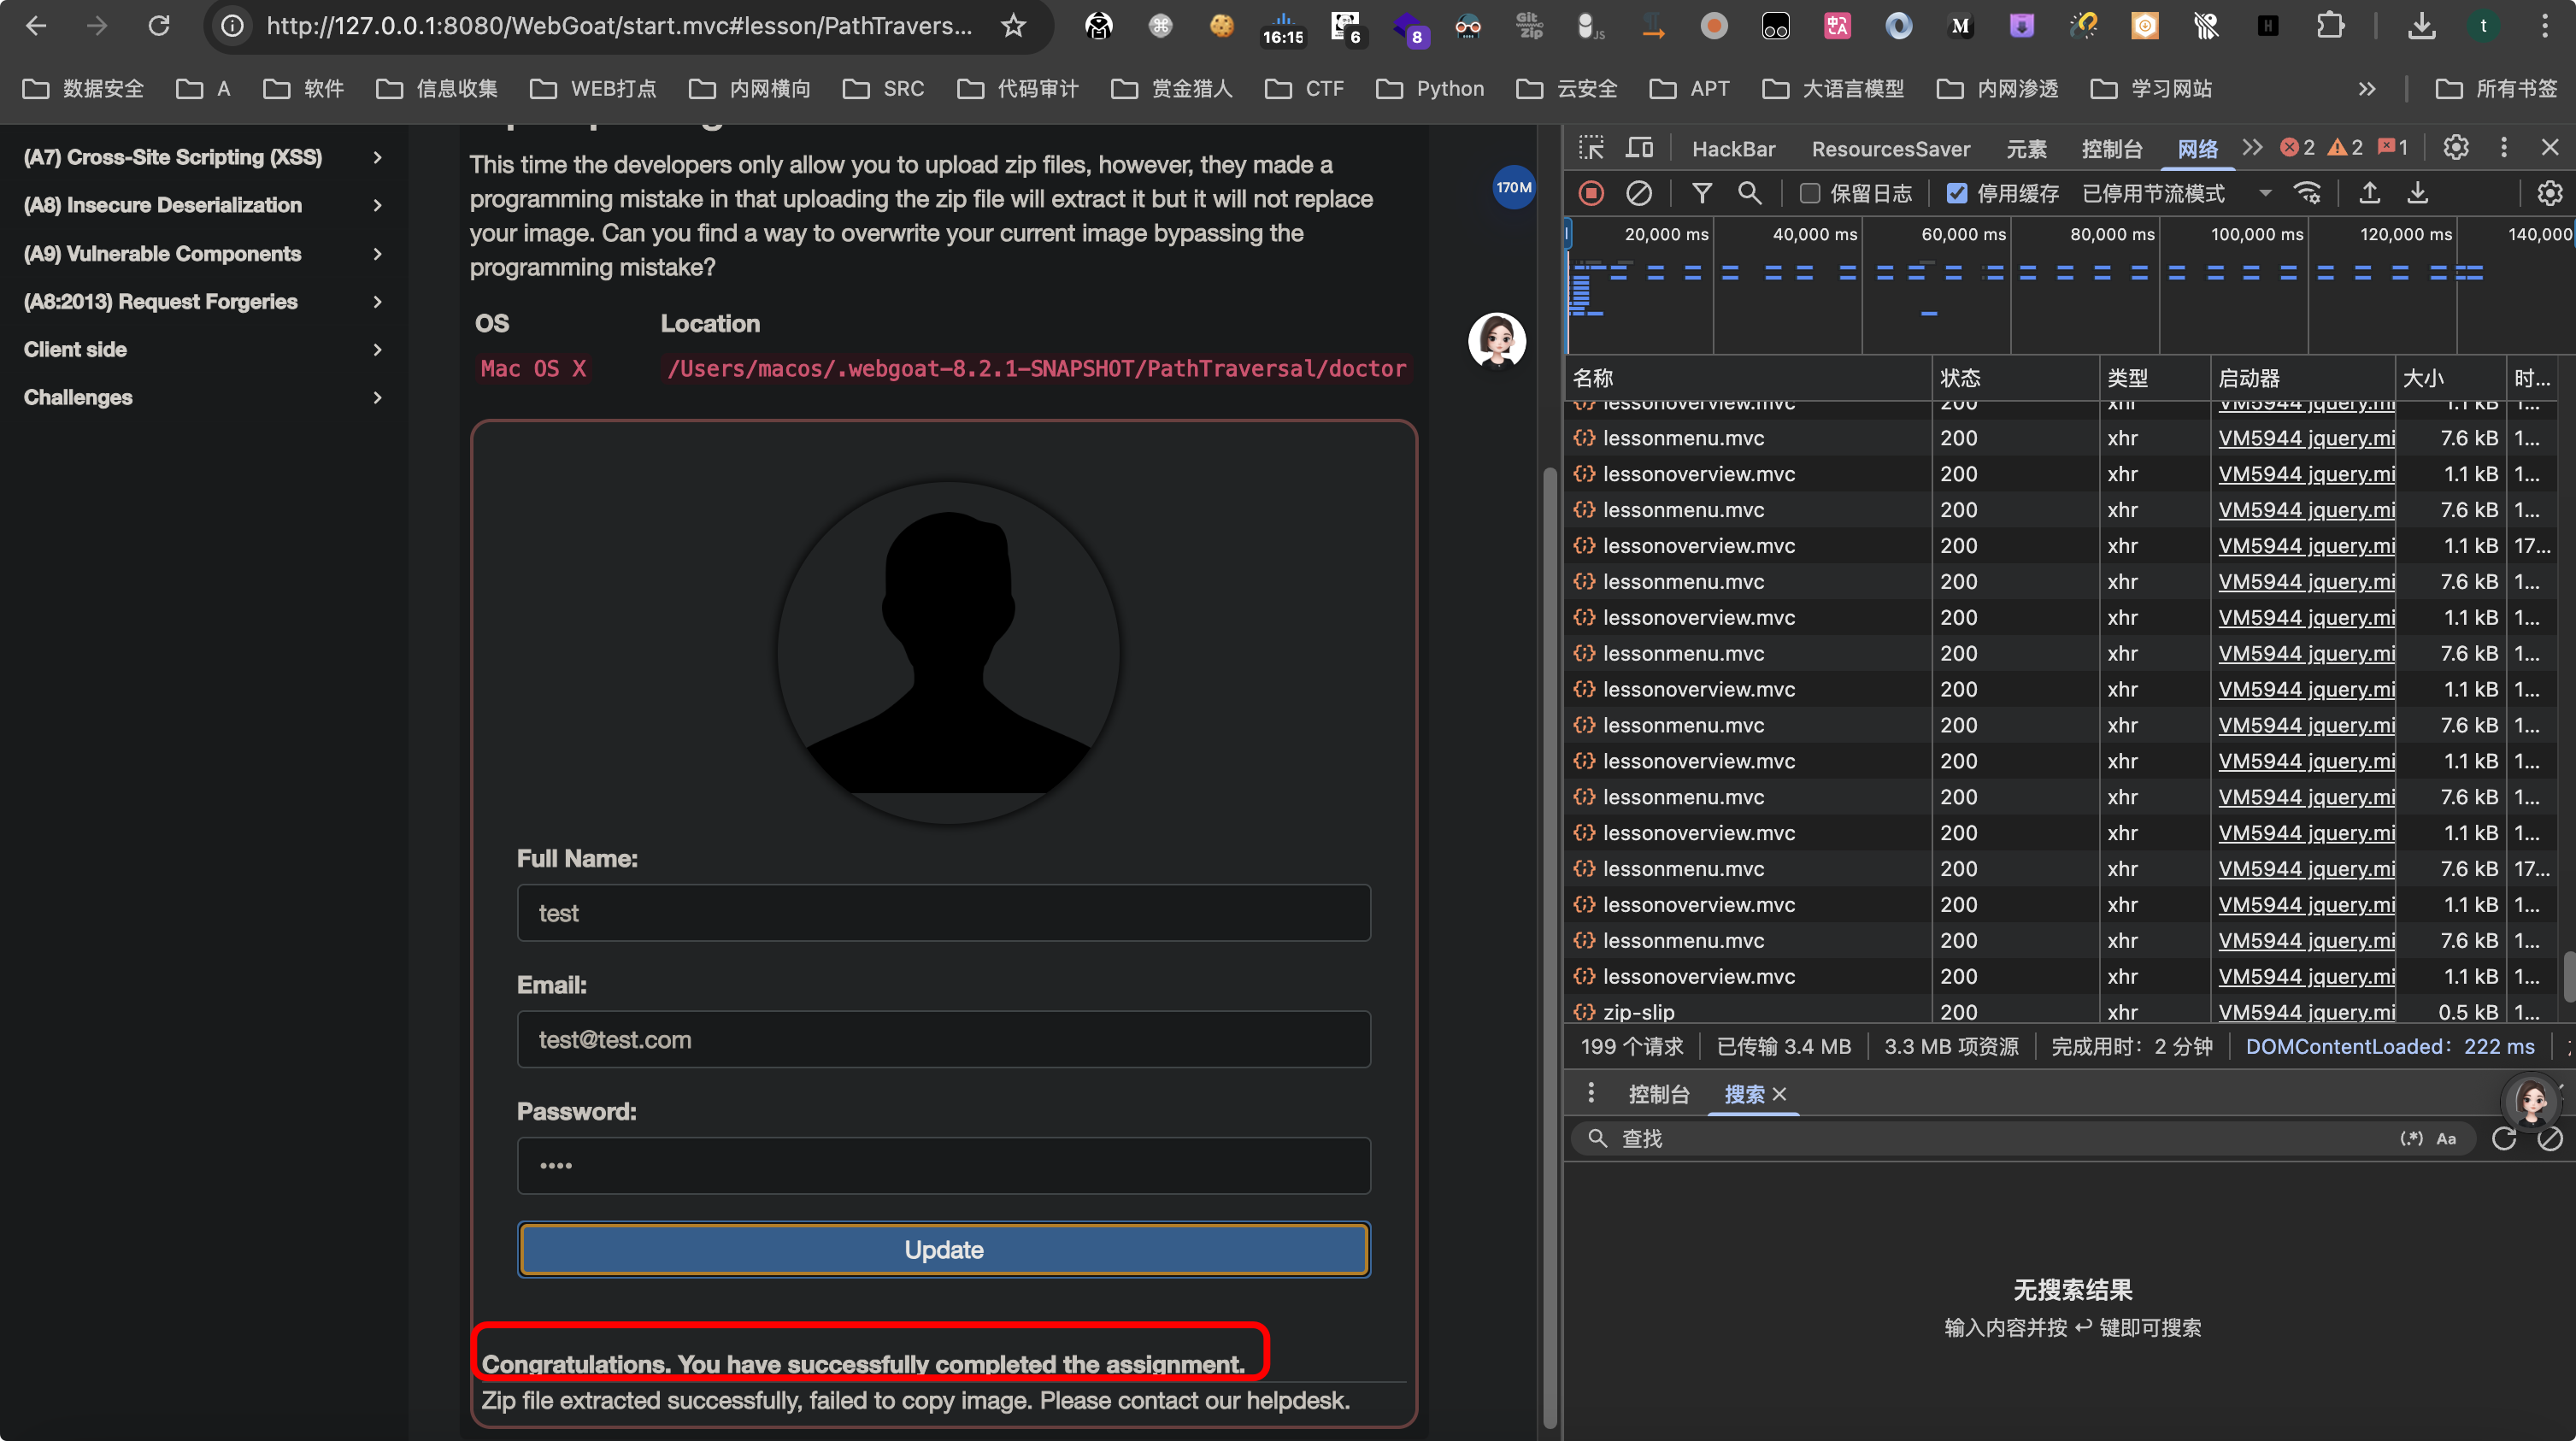 http://127.0.0.1:8080/WebGoat/start.mvc#lesson/PathTravers...
16:15
6
8
Git
Zip
JS
中
A
M
H
t
数据安全
A
软件
信息收集
WEB打点
内网横向
SRC
代码审计
赏金猎人
CTF
Python
云安全
APT
大语言模型
内网渗透
学习网站
所有书签
(A7) Cross-Site Scripting (XSS)
(A8) Insecure Deserialization
(A9) Vulnerable Components
(A8:2013) Request Forgeries
Client side
Challenges
This time the developers only allow you to upload zip files, however, they made a
programming mistake in that uploading the zip file will extract it but it will not replace
your image. Can you find a way to overwrite your current image bypassing the
programming mistake?
OS Location
Mac OS X /Users/macos/.webgoat-8.2.1-SNAPSHOT/PathTraversal/doctor
170M
Full Name:
test
Email:
test@test.com
Password:
••••
Update
Congratulations. You have successfully completed the assignment.
Zip file extracted successfully, failed to copy image. Please contact our helpdesk.
HackBar ResourcesSaver 元素 控制台 网络 2 2 1
保留日志 停用缓存 已停用节流模式
20,000 ms 40,000 ms 60,000 ms 80,000 ms 100,000 ms 120,000 ms 140,000
名称 状态 类型 启动器 大小 时...
lessonoverview.mvc 200 xhr VM5944 jquery.mi 1.1 kB 1...
lessonmenu.mvc 200 xhr VM5944 jquery.mi 7.6 kB 1...
lessonoverview.mvc 200 xhr VM5944 jquery.mi 1.1 kB 1...
lessonmenu.mvc 200 xhr VM5944 jquery.mi 7.6 kB 1...
lessonoverview.mvc 200 xhr VM5944 jquery.mi 1.1 kB 17...
lessonmenu.mvc 200 xhr VM5944 jquery.mi 7.6 kB 1...
lessonoverview.mvc 200 xhr VM5944 jquery.mi 1.1 kB 1...
lessonmenu.mvc 200 xhr VM5944 jquery.mi 7.6 kB 1...
lessonoverview.mvc 200 xhr VM5944 jquery.mi 1.1 kB 1...
lessonmenu.mvc 200 xhr VM5944 jquery.mi 7.6 kB 1...
lessonoverview.mvc 200 xhr VM5944 jquery.mi 1.1 kB 1...
lessonmenu.mvc 200 xhr VM5944 jquery.mi 7.6 kB 1...
lessonoverview.mvc 200 xhr VM5944 jquery.mi 1.1 kB 1...
lessonmenu.mvc 200 xhr VM5944 jquery.mi 7.6 kB 17...
lessonoverview.mvc 200 xhr VM5944 jquery.mi 1.1 kB 1...
lessonmenu.mvc 200 xhr VM5944 jquery.mi 7.6 kB 1...
lessonoverview.mvc 200 xhr VM5944 jquery.mi 1.1 kB 1...
zip-slip 200 xhr VM5944 jquery.mi 0.5 kB 1...
199 个请求 已传输 3.4 MB 3.3 MB 项资源 完成用时：2 分钟 DOMContentLoaded：222 ms
控制台 搜索
查找 (.*) Aa
无搜索结果
输入内容并按 ↩ 键即可搜索